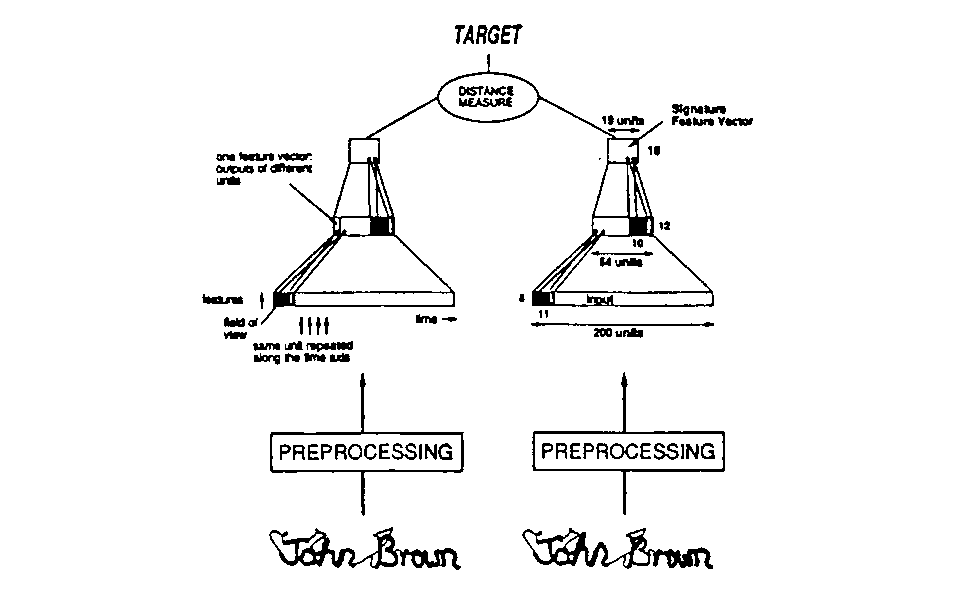 TARGET
DISTANCE
MEASURE
Signature
Feature Vector
19 units
16
one feature vector:
outputs of different
units
12
10
64 units
features
8
input
time
11
field of
view
200 units
same unit repeated
along the time axis
PREPROCESSING
PREPROCESSING
John Brown
John Brown